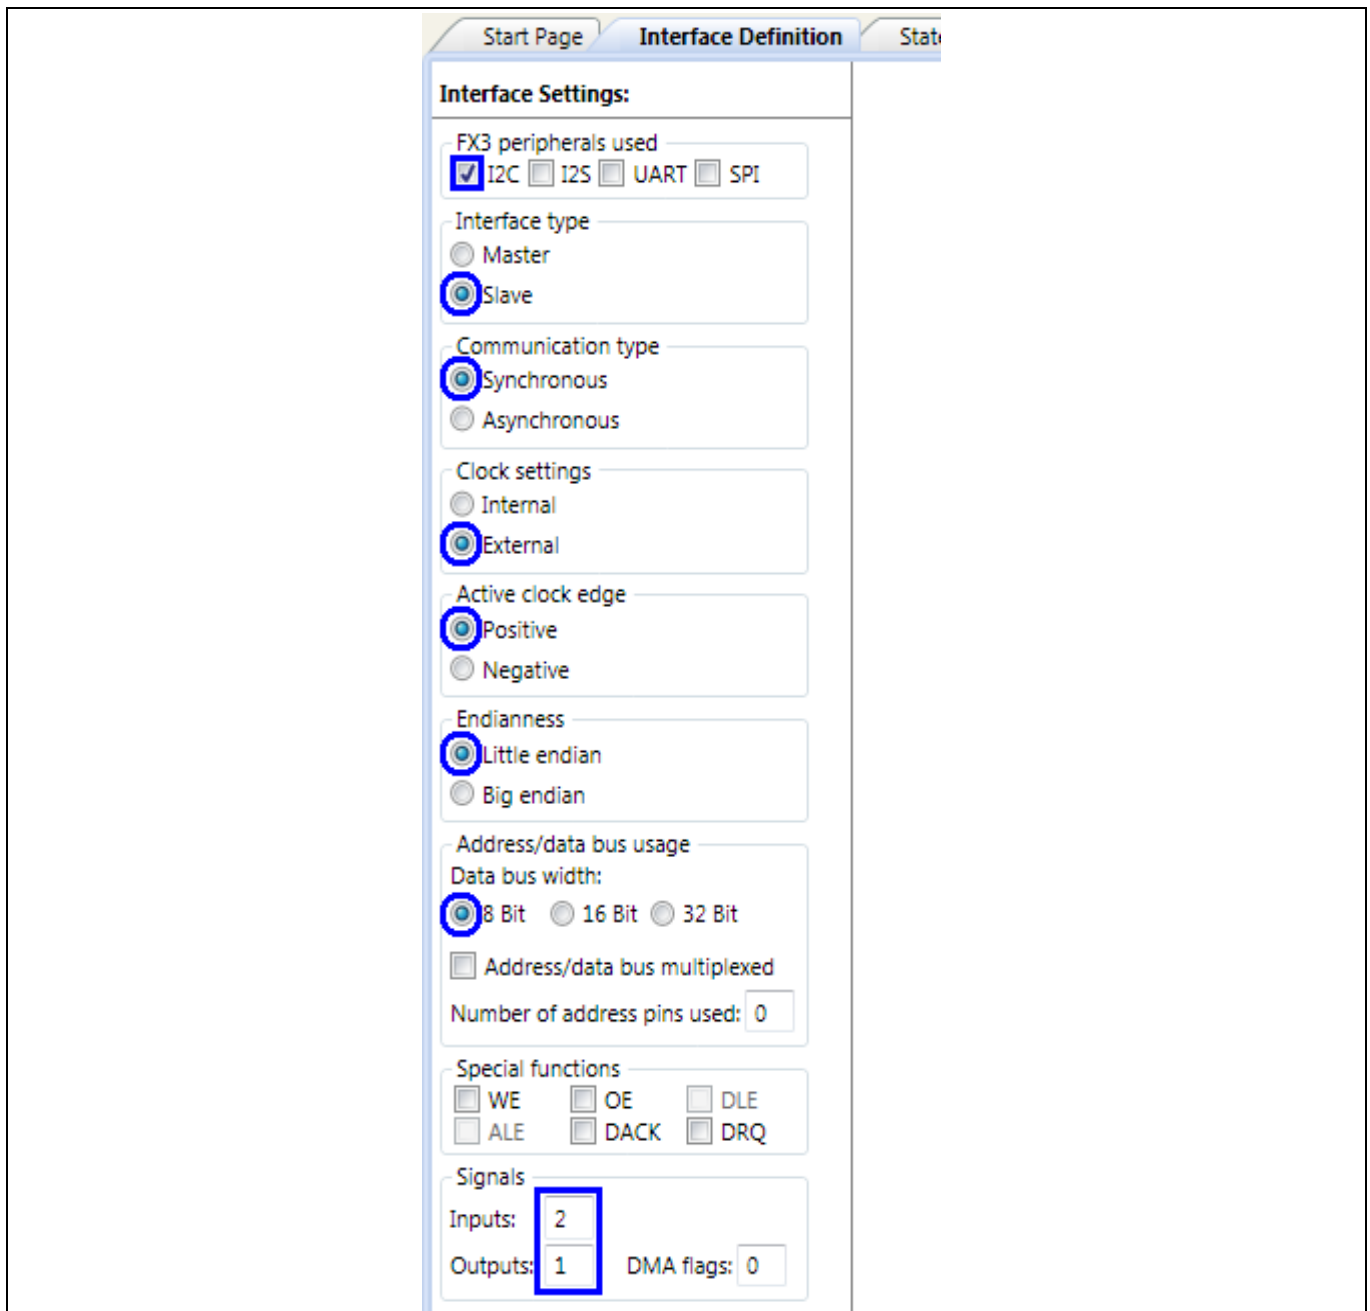 Start Page Interface Definition State
Interface Settings:
FX3 peripherals used
I2C I2S UART SPI
Interface type
Master
Slave
Communication type
Synchronous
Asynchronous
Clock settings
Internal
External
Active clock edge
Positive
Negative
Endianness
Little endian
Big endian
Address/data bus usage
Data bus width:
8 Bit 16 Bit 32 Bit
Address/data bus multiplexed
Number of address pins used: 0
Special functions
WE OE DLE
ALE DACK DRQ
Signals
Inputs: 2
Outputs: 1 DMA flags: 0